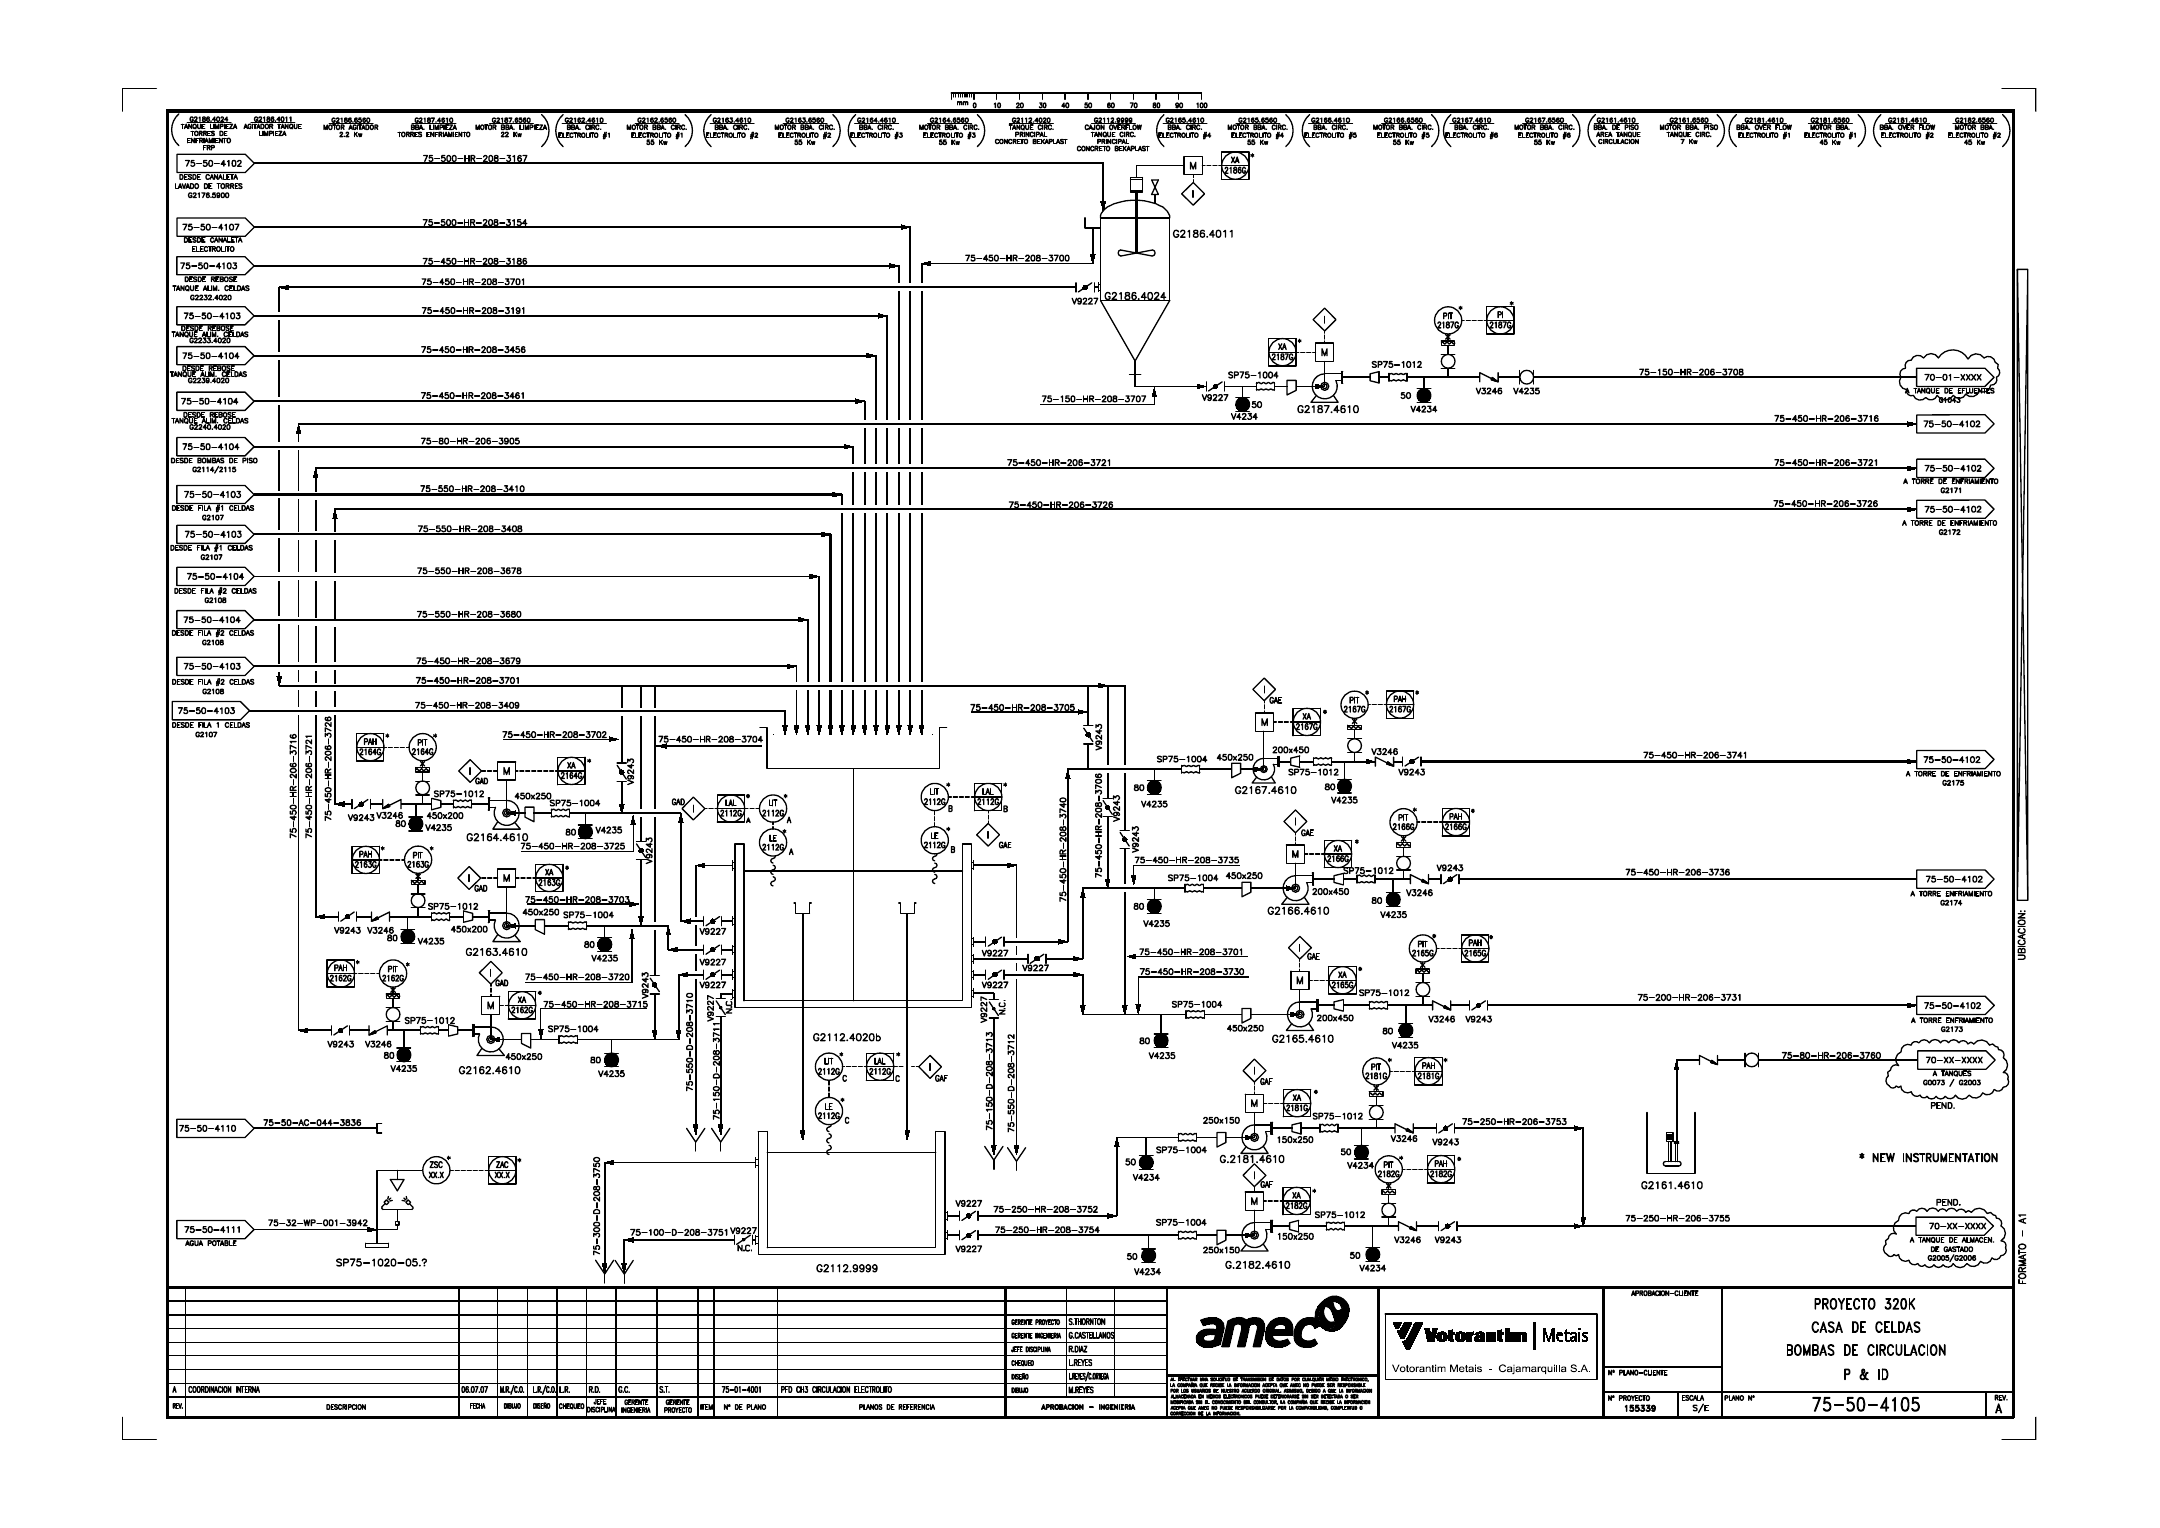 mm 0 10 20 30 40 50 60 70 80 90 100
G2186.4024
TANQUE LIMPIEZA
TORRES DE
ENFRIAMIENTO
FRP
G2186.4011
AGITADOR TANQUE
LIMPIEZA
G2186.6560
MOTOR AGITADOR
2.2 Kw
G2187.4610
BBA. LIMPIEZA
TORRES ENFRIAMIENTO
G2187.6560
MOTOR BBA. LIMPIEZA
22 Kw
G2162.4610
BBA. CIRC.
ELECTROLITO #1
G2162.6560
MOTOR BBA. CIRC.
ELECTROLITO #1
55 Kw
G2163.4610
BBA. CIRC.
ELECTROLITO #2
G2163.6560
MOTOR BBA. CIRC.
ELECTROLITO #2
55 Kw
G2164.4610
BBA. CIRC.
ELECTROLITO #3
G2164.6560
MOTOR BBA. CIRC.
ELECTROLITO #3
55 Kw
G2112.4020
TANQUE CIRC.
PRINCIPAL
CONCRETO BEKAPLAST
G2112.9999
CAJON OVERFLOW
TANQUE CIRC.
PRINCIPAL
CONCRETO BEKAPLAST
G2165.4610
BBA. CIRC.
ELECTROLITO #4
G2165.6560
MOTOR BBA. CIRC.
ELECTROLITO #4
55 Kw
G2166.4610
BBA. CIRC.
ELECTROLITO #5
G2166.6560
MOTOR BBA. CIRC.
ELECTROLITO #5
55 Kw
G2167.4610
BBA. CIRC.
ELECTROLITO #6
G2167.6560
MOTOR BBA. CIRC.
ELECTROLITO #6
55 Kw
G2161.4610
BBA. DE PISO
AREA TANQUE
CIRCULACION
G2161.6560
MOTOR BBA. PISO
TANQUE CIRC.
7 Kw
G2181.4610
BBA. OVER FLOW
ELECTROLITO #1
G2181.6560
MOTOR BBA.
ELECTROLITO #1
45 Kw
G2181.4610
BBA. OVER FLOW
ELECTROLITO #2
G2182.6560
MOTOR BBA.
ELECTROLITO #2
45 Kw
75-50-4102
DESDE CANALETA
LAVADO DE TORRES
G2176.5900
75-500-HR-208-3167
75-50-4107
DESDE CANALETA
ELECTROLITO
75-500-HR-208-3154
75-50-4103
DESDE REBOSE
TANQUE ALIM. CELDAS
G2232.4020
75-450-HR-208-3186
75-450-HR-208-3701
75-50-4103
DESDE REBOSE
TANQUE ALIM. CELDAS
G2233.4020
75-450-HR-208-3191
75-50-4104
DESDE REBOSE
TANQUE ALIM. CELDAS
G2239.4020
75-450-HR-208-3456
75-50-4104
DESDE REBOSE
TANQUE ALIM. CELDAS
G2240.4020
75-450-HR-208-3461
75-50-4104
DESDE BOMBAS DE PISO
G2114/2115
75-80-HR-206-3905
75-50-4103
DESDE FILA #1 CELDAS
G2107
75-550-HR-208-3410
75-50-4103
DESDE FILA #1 CELDAS
G2107
75-550-HR-208-3408
75-50-4104
DESDE FILA #2 CELDAS
G2108
75-550-HR-208-3678
75-50-4104
DESDE FILA #2 CELDAS
G2108
75-550-HR-208-3680
75-50-4103
DESDE FILA #2 CELDAS
G2108
75-450-HR-208-3679
75-450-HR-208-3701
75-50-4103
DESDE FILA 1 CELDAS
G2107
75-450-HR-208-3409
M
XA
2186G
*
I
G2186.4011
75-450-HR-208-3700
V9227
G2186.4024
75-150-HR-208-3707
V9227
SP75-1004
50
V4234
XA
2187G
*
I
M
G2187.4610
SP75-1012
PIT
2187G
*
PI
2187G
*
50
V4234
V3246
V4235
75-150-HR-206-3708
70-01-XXXX
A TANQUE DE EFLUENTES
G1043
75-450-HR-206-3716
75-50-4102
75-450-HR-206-3721
75-450-HR-206-3721
75-50-4102
A TORRE DE ENFRIAMIENTO
G2171
75-450-HR-206-3726
75-450-HR-206-3726
75-50-4102
A TORRE DE ENFRIAMIENTO
G2172
75-450-HR-206-3716
75-450-HR-206-3721
75-450-HR-206-3726
PAH
2164G
*
PIT
2164G
*
I
GAD
M
XA
2164G
*
SP75-1012
450x250
SP75-1004
V9243
V3246
80
V4235
450x200
G2164.4610
80
V4235
75-450-HR-208-3702
75-450-HR-208-3704
V9243
75-450-HR-208-3725
V9243
PAH
2163G
*
PIT
2163G
*
I
GAD
M
XA
2163G
*
75-450-HR-208-3703
SP75-1012
450x250
SP75-1004
V9243
V3246
80
V4235
450x200
G2163.4610
80
V4235
75-450-HR-208-3720
V9243
PAH
2162G
*
PIT
2162G
*
I
GAD
M
XA
2162G
*
75-450-HR-208-3715
SP75-1012
450x250
SP75-1004
V9243
V3246
80
V4235
G2162.4610
80
V4235
GAD
I
LAL
2112G
A
*
LIT
2112G
A
*
LE
2112G
A
LIT
2112G
B
*
LAL
2112G
B
*
LE
2112G
B
I
GAE
V9227
V9227
V9227
V9227
N.C.
75-550-D-208-3710
75-150-D-208-3711
V9227
V9227
V9227
V9227
N.C.
75-150-D-208-3713
75-550-D-208-3712
G2112.4020b
LIT
2112G
C
*
LAL
2112G
C
*
I
GAF
LE
2112G
C
75-450-HR-208-3705
V9243
75-450-HR-208-3740
75-450-HR-208-3706
V9243
V9243
75-450-HR-208-3735
75-450-HR-208-3701
75-450-HR-208-3730
I
GAE
M
XA
2167G
*
PIT
2167G
*
PAH
2167G
*
SP75-1004
450x250
200x450
SP75-1012
V3246
V9243
80
V4235
G2167.4610
80
V4235
75-450-HR-206-3741
75-50-4102
A TORRE DE ENFRIAMIENTO
G2175
I
GAE
M
XA
2166G
*
PIT
2166G
*
PAH
2166G
*
SP75-1004
450x250
200x450
SP75-1012
V3246
V9243
80
V4235
G2166.4610
80
V4235
75-450-HR-206-3736
75-50-4102
A TORRE ENFRIAMIENTO
G2174
I
GAE
M
XA
2165G
*
PIT
2165G
*
PAH
2165G
*
SP75-1004
450x250
200x450
SP75-1012
V3246
V9243
80
V4235
G2165.4610
80
V4235
75-200-HR-206-3731
75-50-4102
A TORRE ENFRIAMIENTO
G2173
75-80-HR-206-3760
70-XX-XXXX
A TANQUES
G0073 / G2003
PEND.
G2161.4610
* NEW INSTRUMENTATION
I
GAF
M
XA
2181G
*
PIT
2181G
*
PAH
2181G
*
250x150
150x250
SP75-1012
SP75-1004
50
V4234
G.2181.4610
50
V4234
V3246
V9243
75-250-HR-206-3753
I
GAF
M
XA
2182G
*
PIT
2182G
*
PAH
2182G
*
SP75-1004
250x150
150x250
SP75-1012
50
V4234
G.2182.4610
50
V4234
V3246
V9243
75-250-HR-206-3755
PEND.
70-XX-XXXX
A TANQUE DE ALMACEN.
DE GASTADO
G2005/G2006
75-50-4110
75-50-AC-044-3836
ZSC
XX.X
*
ZAC
XX.X
*
75-50-4111
AGUA POTABLE
75-32-WP-001-3942
SP75-1020-05.?
75-300-D-208-3750
75-100-D-208-3751
V9227
N.C.
G2112.9999
V9227
75-250-HR-208-3752
75-250-HR-208-3754
V9227
UBICACION:
FORMATO - A1
A COORDINACION INTERNA 06.07.07 M.R./C.O. L.R./C.O. L.R. R.D. G.C. S.T. 75-01-4001 PFD CH3 CIRCULACION ELECTROLITO
REV. DESCRIPCION FECHA DIBUJO DISEÑO CHEQUEO JEFE DISCIPLINA GERENTE INGENIERIA GERENTE PROYECTO ITEM N° DE PLANO PLANOS DE REFERENCIA
GERENTE PROYECTO S.THORNTON
GERENTE INGENIERIA G.CASTELLANOS
JEFE DISCIPLINA R.DIAZ
CHEQUEO L.REYES
DISEÑO L.REYES/C.ORTEGA
DIBUJO M.REYES
APROBACION - INGENIERIA
amec
Votorantim | Metais
Votorantim Metais - Cajamarquilla S.A.
APROBACION-CLIENTE
N° PLANO-CLIENTE
N° PROYECTO
155339
ESCALA
S/E
PROYECTO 320K
CASA DE CELDAS
BOMBAS DE CIRCULACION
P & ID
PLANO N°
75-50-4105
REV.
A